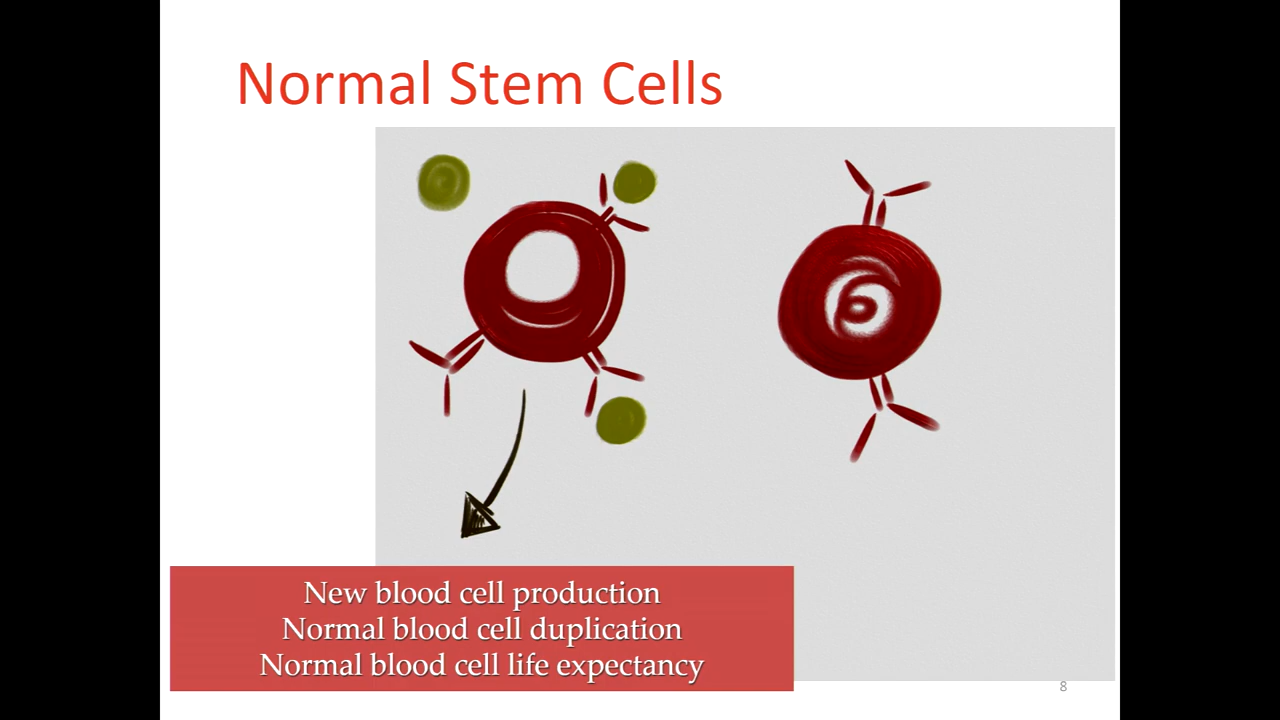 Normal Stem Cells
New blood cell production
Normal blood cell duplication
Normal blood cell life expectancy
8